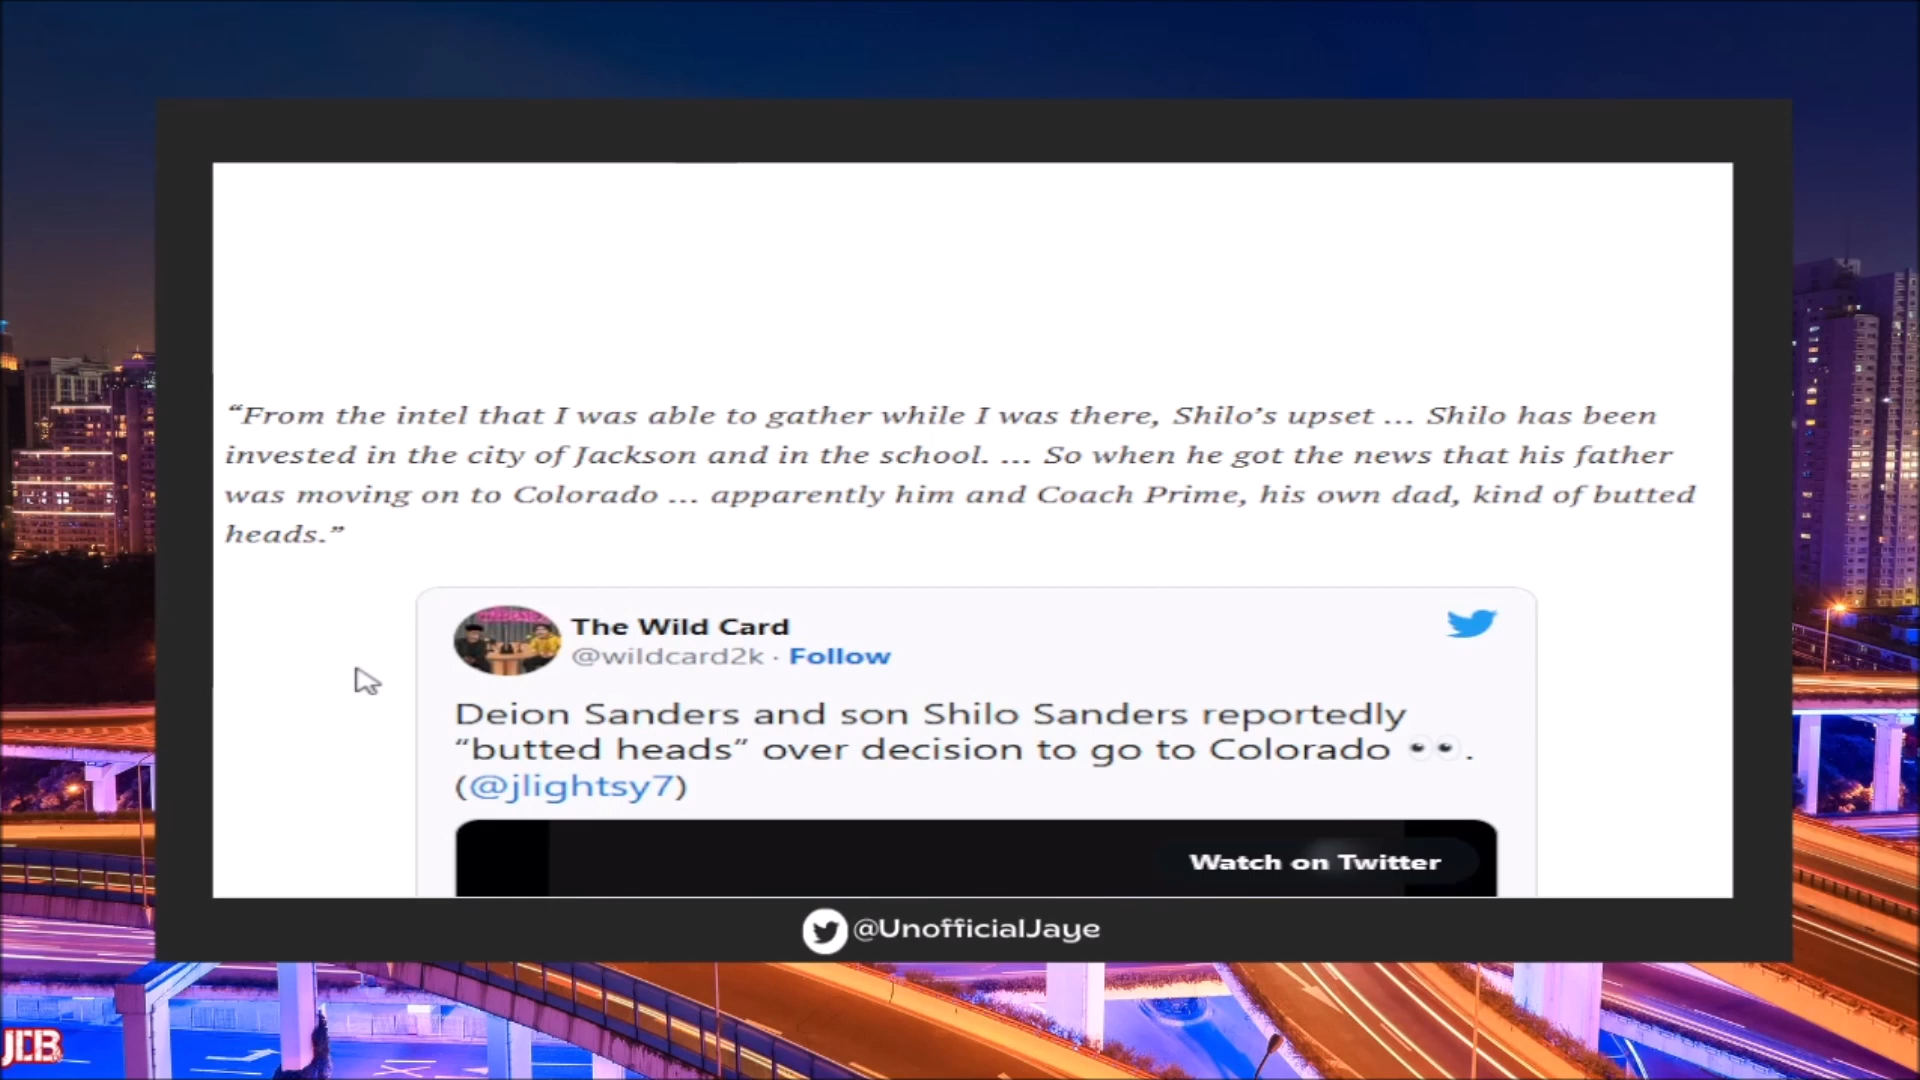 “From the intel that I was able to gather while I was there, Shilo’s upset ... Shilo has been
invested in the city of Jackson and in the school. ... So when he got the news that his father
was moving on to Colorado ... apparently him and Coach Prime, his own dad, kind of butted
heads.”
The Wild Card
@wildcard2k · Follow
Deion Sanders and son Shilo Sanders reportedly
“butted heads” over decision to go to Colorado 👀.
(@jlightsy7)
Watch on Twitter
@UnofficialJaye
JCB